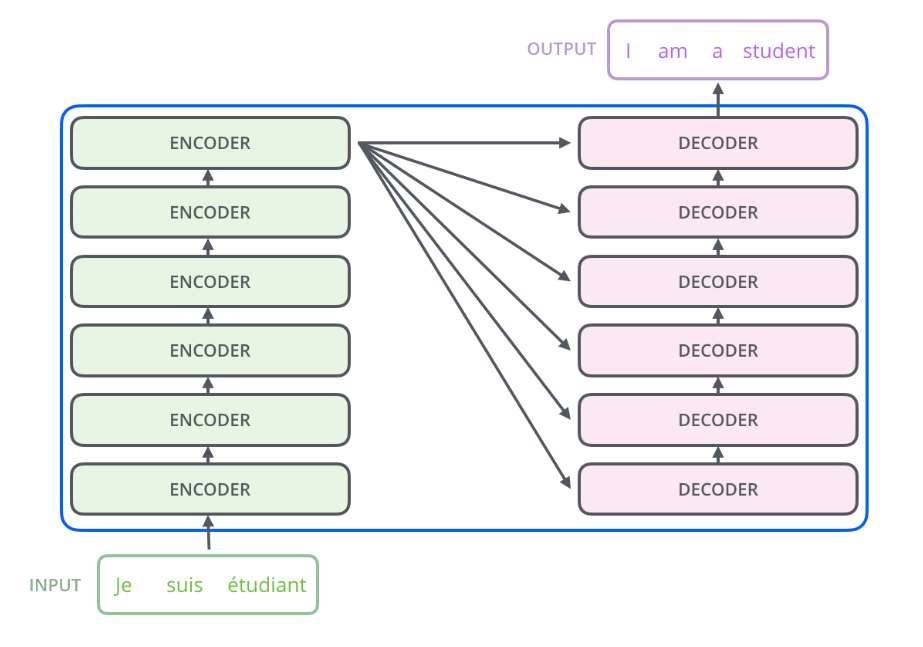 OUTPUT
I am a student
ENCODER
DECODER
ENCODER
DECODER
ENCODER
DECODER
ENCODER
DECODER
ENCODER
DECODER
ENCODER
DECODER
INPUT
Je suis étudiant